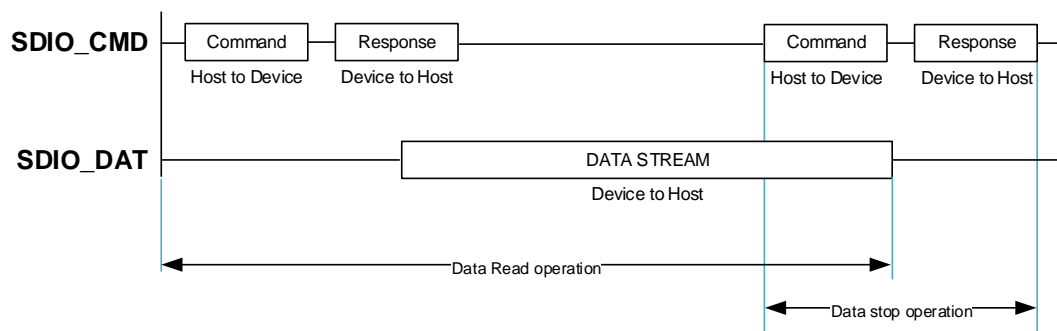 SDIO_CMD
Command
Response
Command
Response
Host to Device
Device to Host
Host to Device
Device to Host
SDIO_DAT
DATA STREAM
Device to Host
Data Read operation
Data stop operation